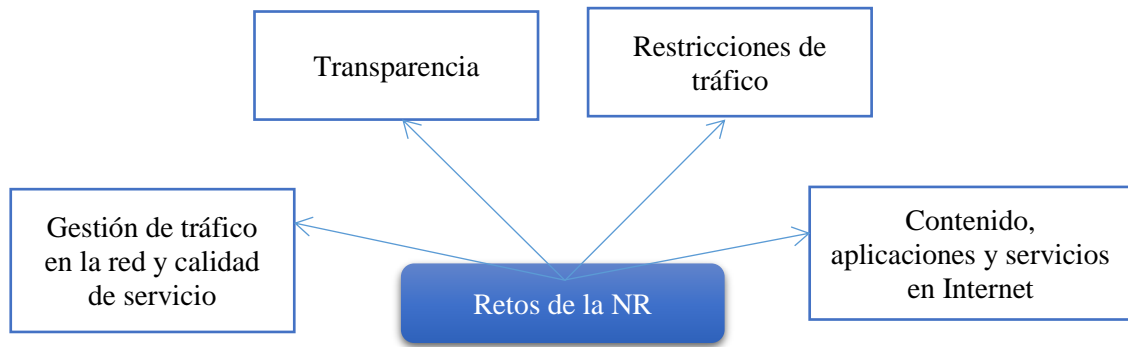 Transparencia
Restricciones de
tráfico
Gestión de tráfico
en la red y calidad
de servicio
Contenido,
aplicaciones y servicios
en Internet
Retos de la NR